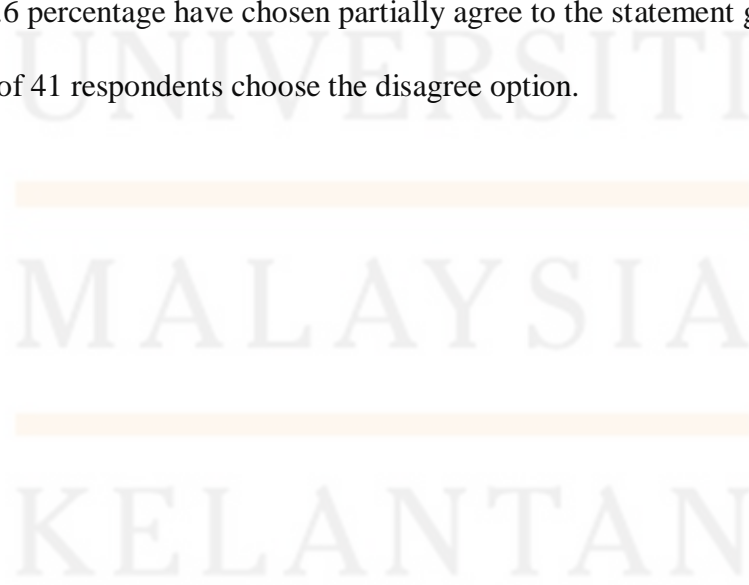 .6 percentage have chosen partially agree to the statement g
of 41 respondents choose the disagree option.
UNIVERSITI
MALAYSIA
KELANTAN